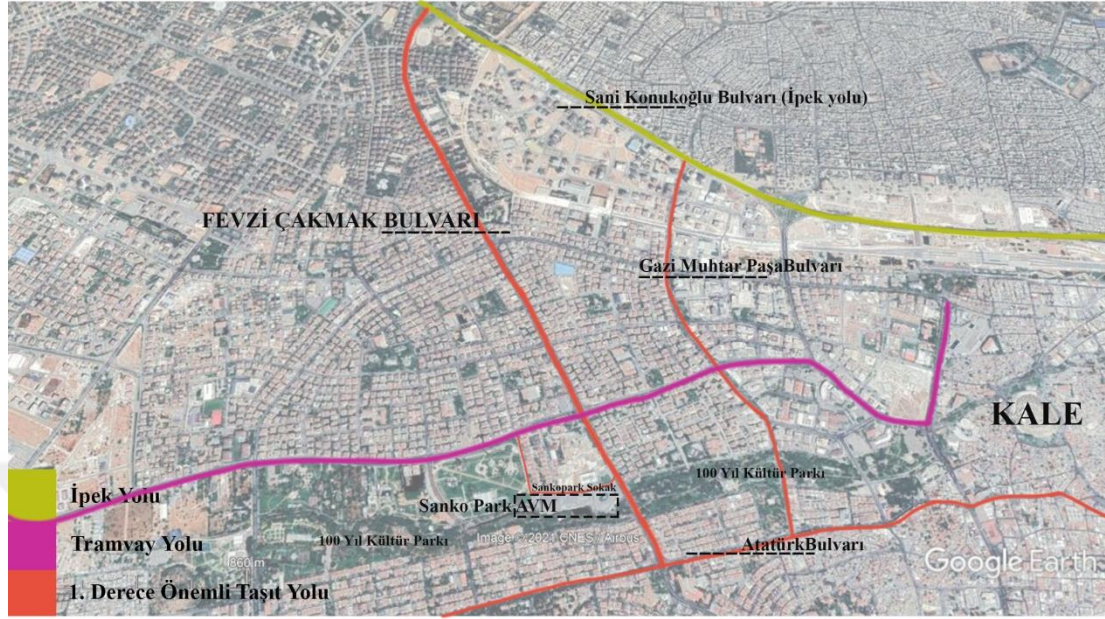 Sani Konukoğlu Bulvarı (İpek yolu)
FEVZİ ÇAKMAK BULVARI
Gazi Muhtar PaşaBulvarı
KALE
100 Yıl Kültür Parkı
Sankopark Sokak
İpek Yolu
Sanko Park AVM
Tramvay Yolu
100 Yıl Kültür Parkı
Image © 2021 CNES / Airbus
AtatürkBulvarı
860 m
Google Earth
1. Derece Önemli Taşıt Yolu